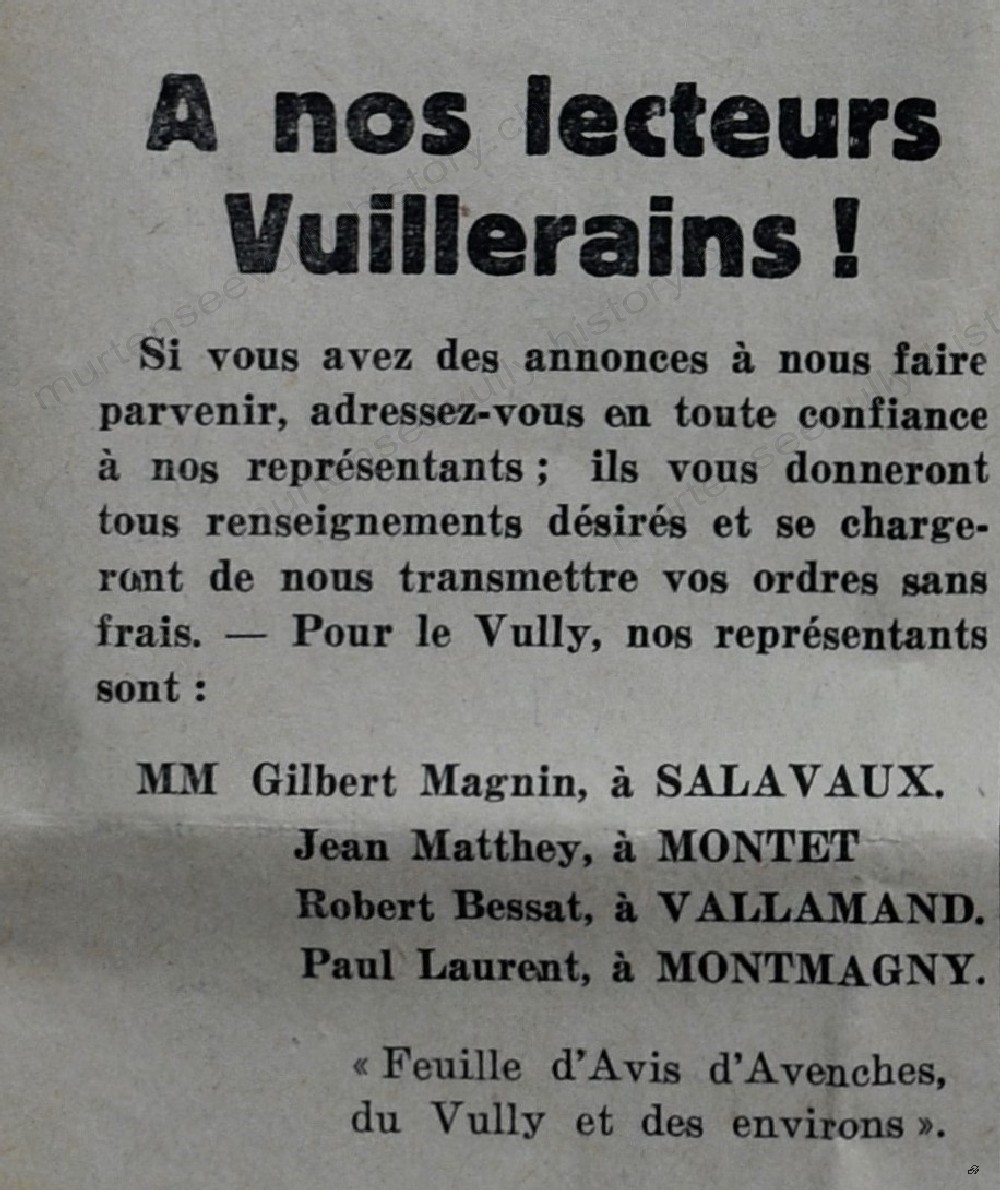 A nos lecteurs
Vuillerains !
Si vous avez des annonces à nous faire
parvenir, adressez-vous en toute confiance
à nos représentants ; ils vous donneront
tous renseignements désirés et se charge-
ront de nous transmettre vos ordres sans
frais. — Pour le Vully, nos représentants
sont :
MM Gilbert Magnin, à SALAVAUX.
Jean Matthey, à MONTET
Robert Bessat, à VALLAMAND.
Paul Laurent, à MONTMAGNY.
« Feuille d'Avis d'Avenches,
du Vully et des environs ».